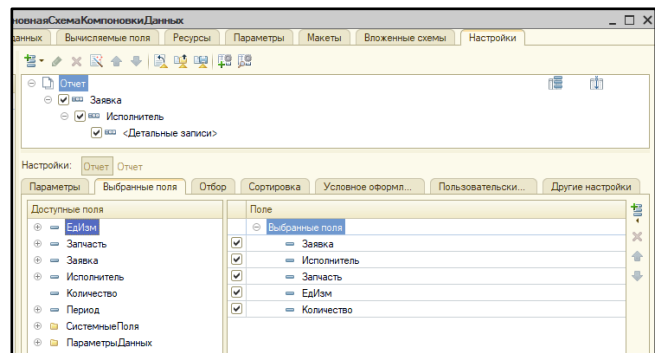 новнаяСхемаКомпоновкиДанных
данных Вычисляемые поля Ресурсы Параметры Макеты Вложенные схемы Настройки
Отчет
Заявка
Исполнитель
<Детальные записи>
Настройки: Отчет Отчет
Параметры Выбранные поля Отбор Сортировка Условное оформл... Пользовательски... Другие настройки
Доступные поля Поле
ЕдИзм Выбранные поля
Запчасть Заявка
Заявка Исполнитель
Исполнитель Запчасть
Количество ЕдИзм
Период Количество
СистемныеПоля
ПараметрыДанных